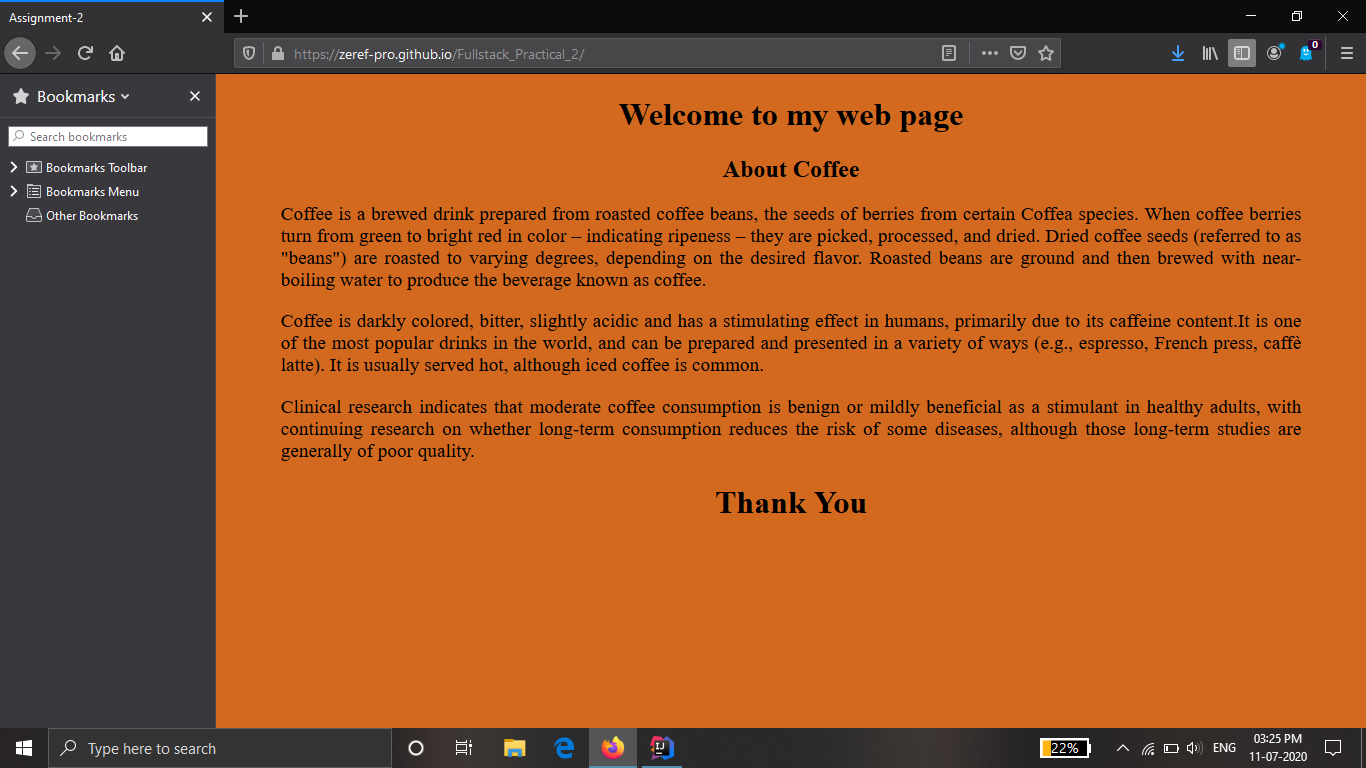 Assignment-2
https://zeref-pro.github.io/Fullstack_Practical_2/
0
Bookmarks
Search bookmarks
Bookmarks Toolbar
Bookmarks Menu
Other Bookmarks
Welcome to my web page
About Coffee
Coffee is a brewed drink prepared from roasted coffee beans, the seeds of berries from certain Coffea species. When coffee berries
turn from green to bright red in color – indicating ripeness – they are picked, processed, and dried. Dried coffee seeds (referred to as
"beans") are roasted to varying degrees, depending on the desired flavor. Roasted beans are ground and then brewed with near-
boiling water to produce the beverage known as coffee.
Coffee is darkly colored, bitter, slightly acidic and has a stimulating effect in humans, primarily due to its caffeine content.It is one
of the most popular drinks in the world, and can be prepared and presented in a variety of ways (e.g., espresso, French press, caffè
latte). It is usually served hot, although iced coffee is common.
Clinical research indicates that moderate coffee consumption is benign or mildly beneficial as a stimulant in healthy adults, with
continuing research on whether long-term consumption reduces the risk of some diseases, although those long-term studies are
generally of poor quality.
Thank You
Type here to search
IJ
22%
ENG
03:25 PM
11-07-2020